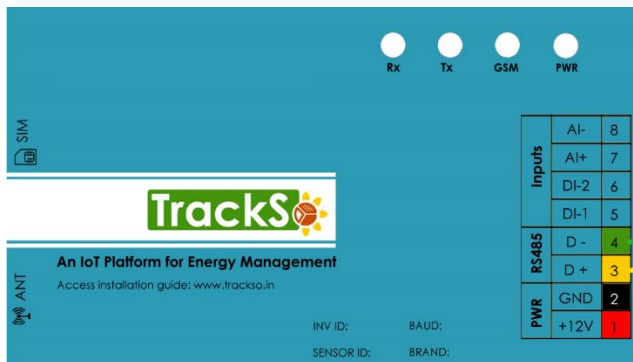 Rx Tx GSM PWR
SIM
TrackSo
An IoT Platform for Energy Management
Access installation guide: www.trackso.in
ANT
INV ID: BAUD:
SENSOR ID: BRAND:
Inputs
AI- 8
AI+ 7
DI-2 6
DI-1 5
RS485
D - 4
D + 3
PWR
GND 2
+12V 1